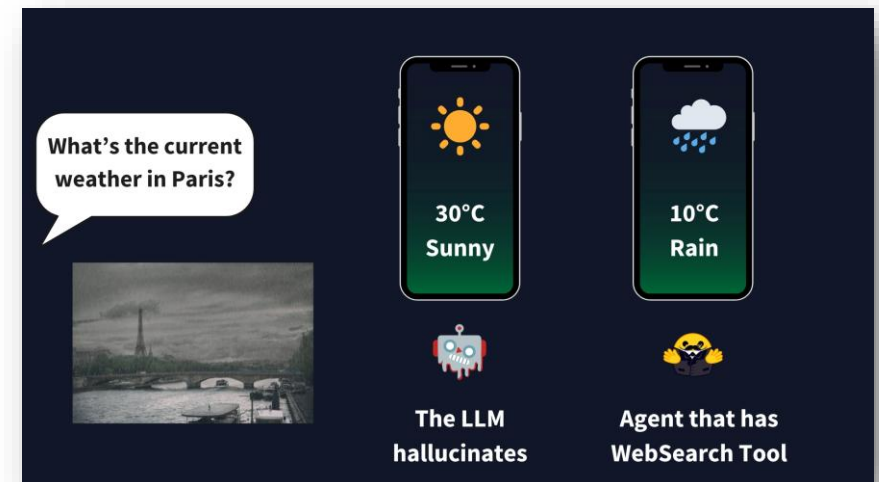 What’s the current
weather in Paris?
30°C
Sunny
10°C
Rain
The LLM
hallucinates
Agent that has
WebSearch Tool